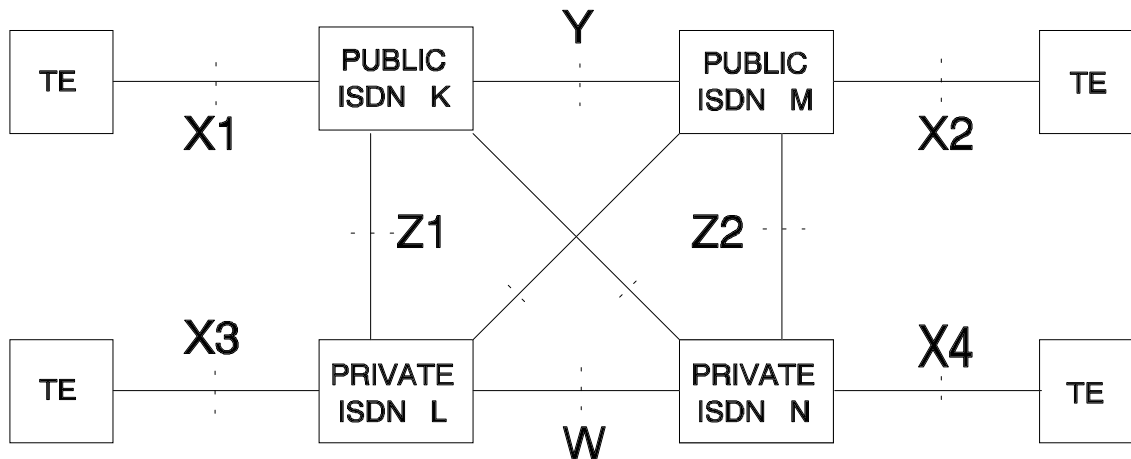 Y
TE
PUBLIC
ISDN K
PUBLIC
ISDN M
TE
X1
X2
Z1
Z2
X3
X4
TE
PRIVATE
ISDN L
PRIVATE
ISDN N
TE
W